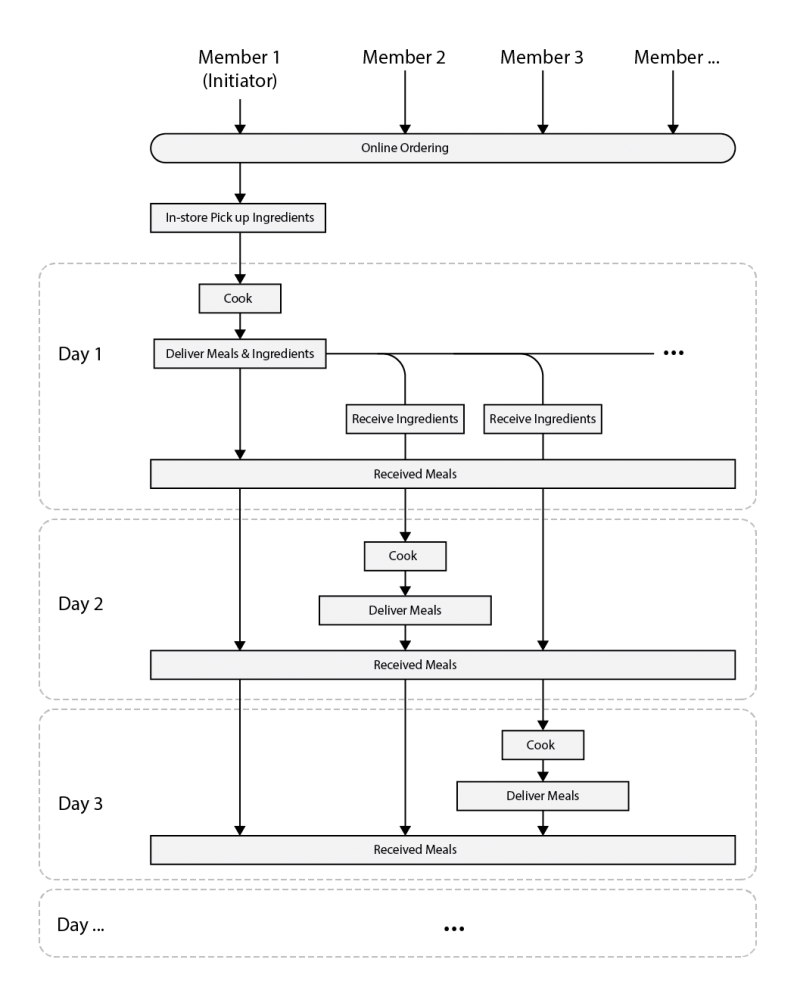 Member 1
(Initiator)
Member 2
Member 3
Member ...
Online Ordering
In-store Pick up Ingredients
Day 1
Cook
Deliver Meals & Ingredients
...
Receive Ingredients
Receive Ingredients
Received Meals
Day 2
Cook
Deliver Meals
Received Meals
Day 3
Cook
Deliver Meals
Received Meals
Day ...
...